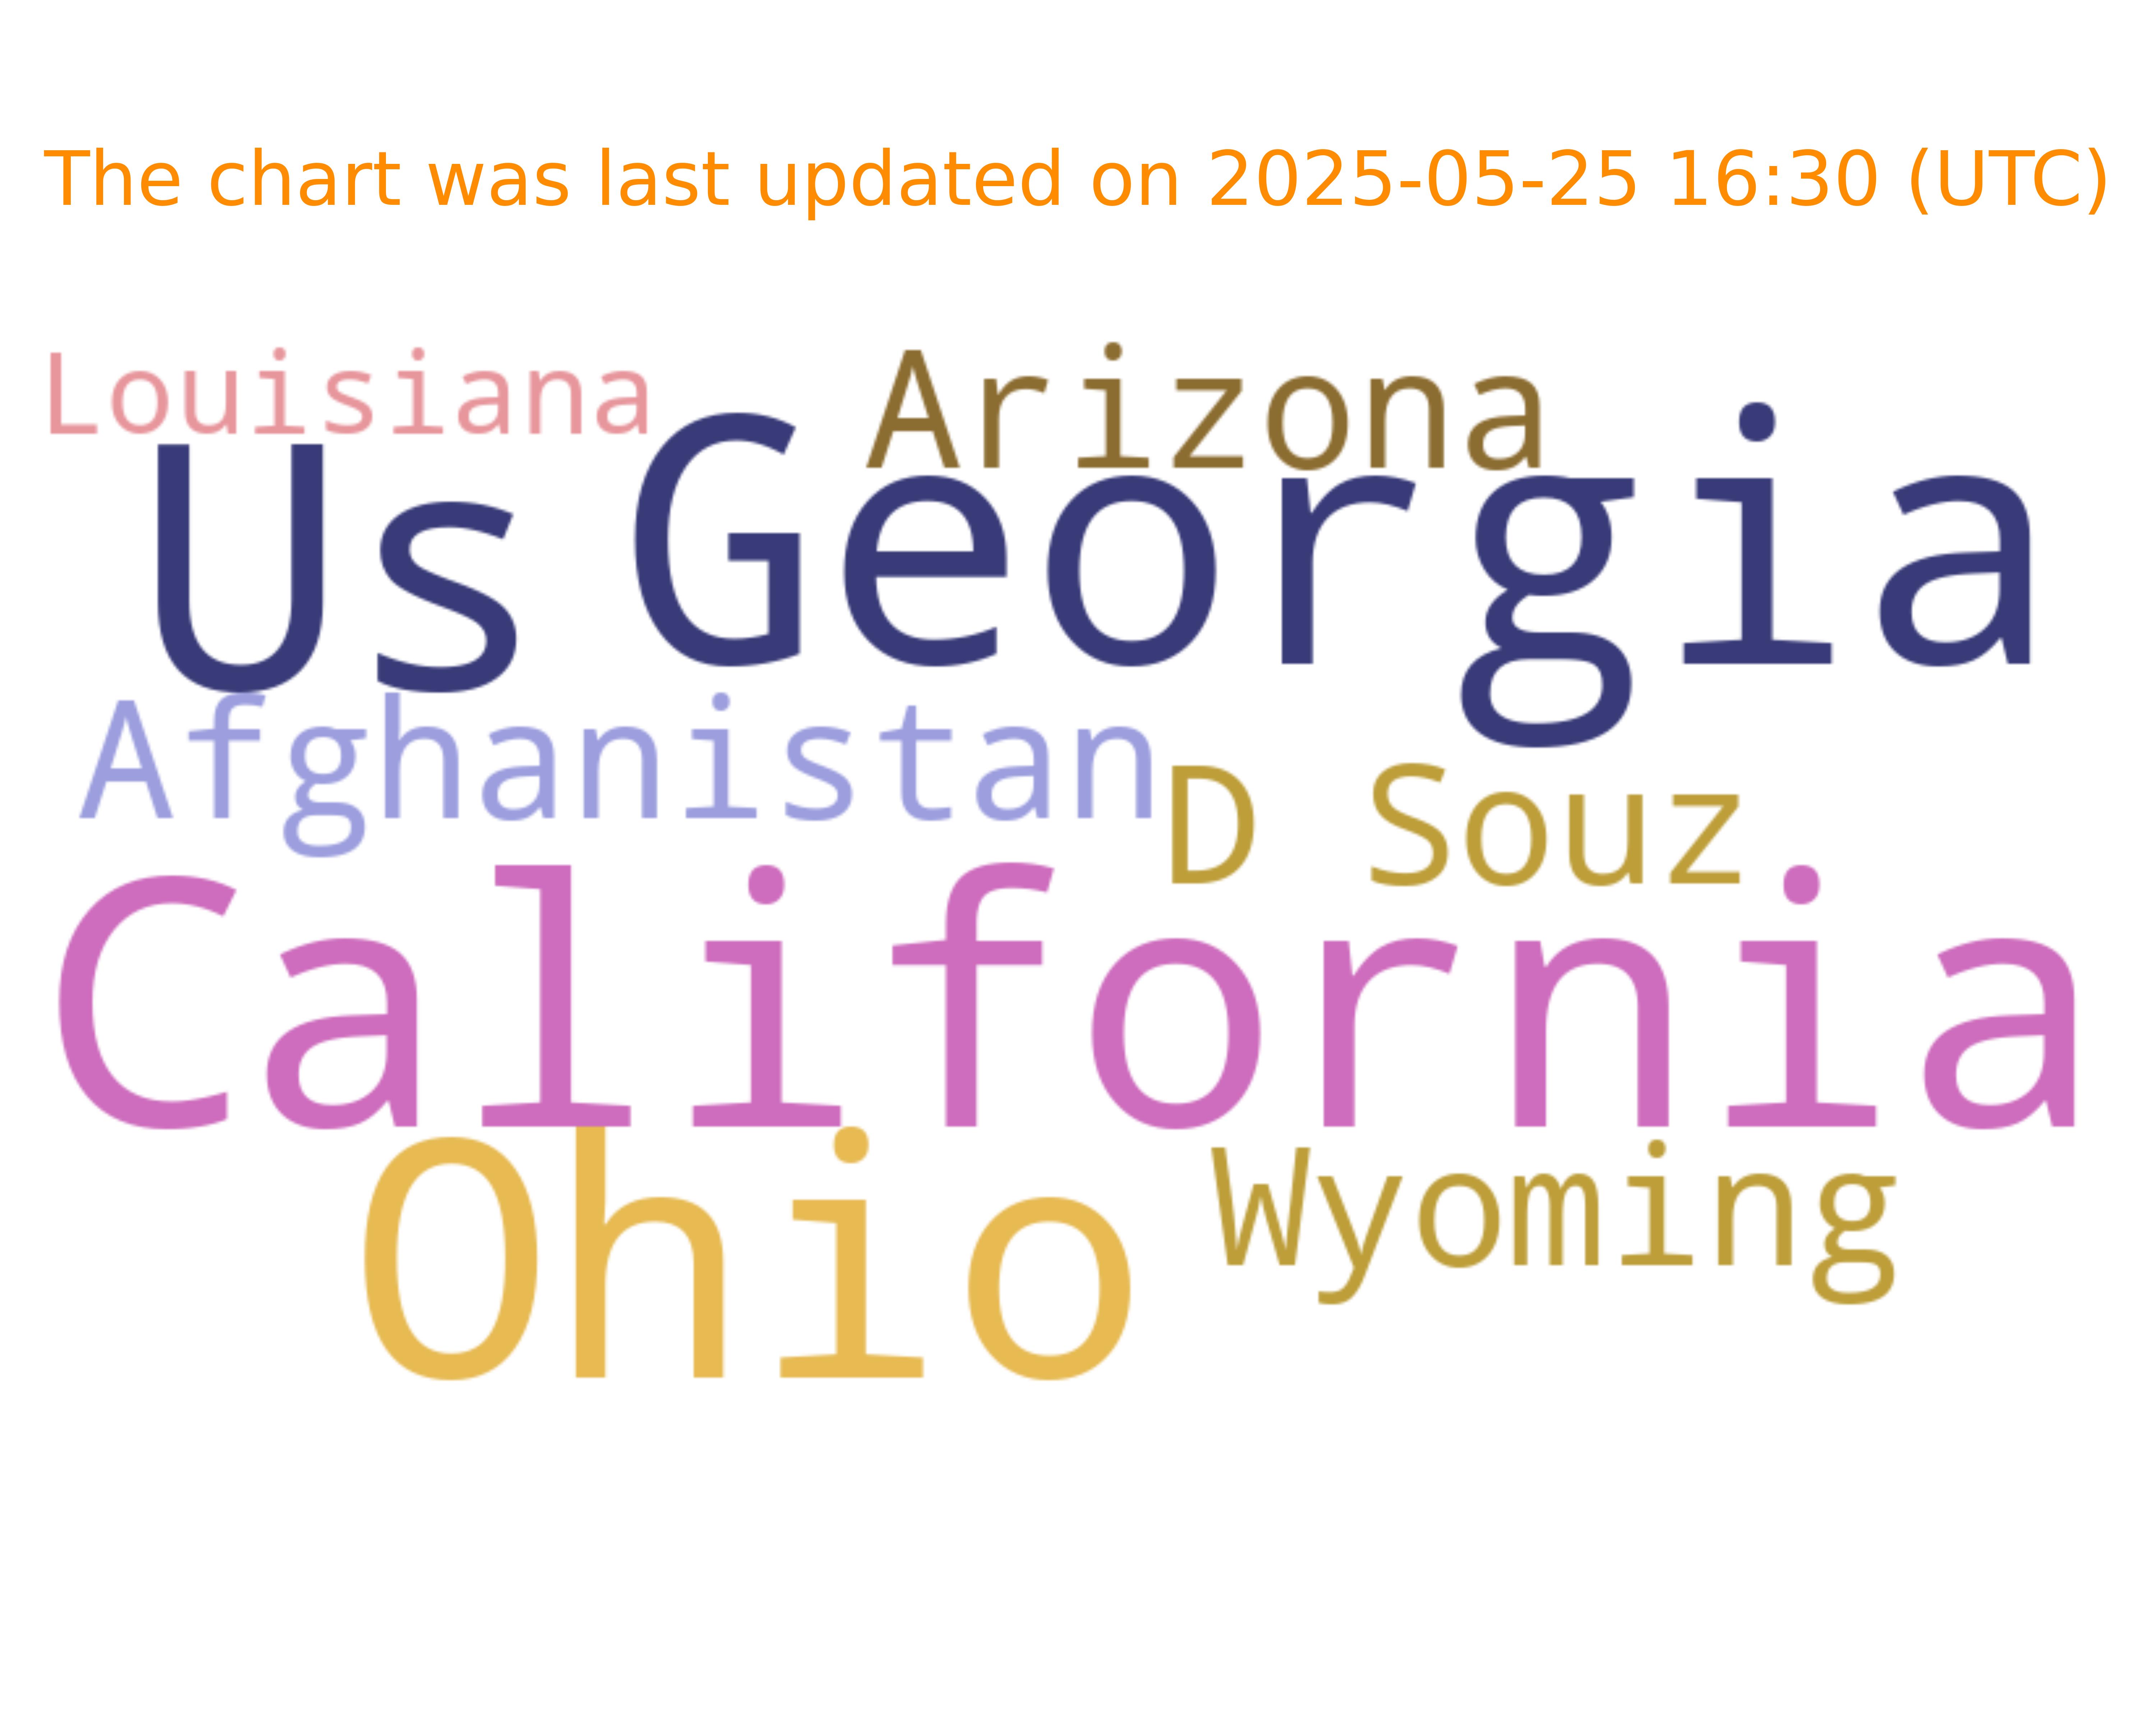 The chart was last updated on 2025-05-25 16:30 (UTC)
Louisiana
Arizona
Us Georgia
Afghanistan
D Souz
California
Ohio
Wyoming